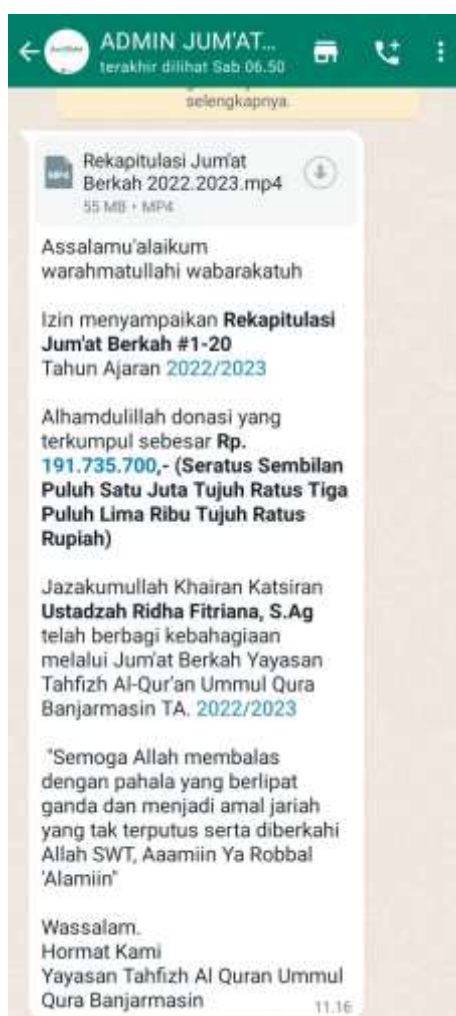 ADMIN JUM'AT...
terakhir dilihat Sab 06.50
selengkapnya.
Rekapitulasi Jum'at
Berkah 2022.2023.mp4
55 MB • MP4
Assalamu'alaikum
warahmatullahi wabarakatuh
Izin menyampaikan Rekapitulasi
Jum'at Berkah #1-20
Tahun Ajaran 2022/2023
Alhamdulillah donasi yang
terkumpul sebesar Rp.
191.735.700,- (Seratus Sembilan
Puluh Satu Juta Tujuh Ratus Tiga
Puluh Lima Ribu Tujuh Ratus
Rupiah)
Jazakumullah Khairan Katsiran
Ustadzah Ridha Fitriana, S.Ag
telah berbagi kebahagiaan
melalui Jum'at Berkah Yayasan
Tahfizh Al-Qur'an Ummul Qura
Banjarmasin TA. 2022/2023
"Semoga Allah membalas
dengan pahala yang berlipat
ganda dan menjadi amal jariah
yang tak terputus serta diberkahi
Allah SWT, Aaamiin Ya Robbal
'Alamiin"
Wassalam.
Hormat Kami
Yayasan Tahfizh Al Quran Ummul
Qura Banjarmasin
11.16